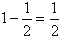 1 - 1/2 = 1/2